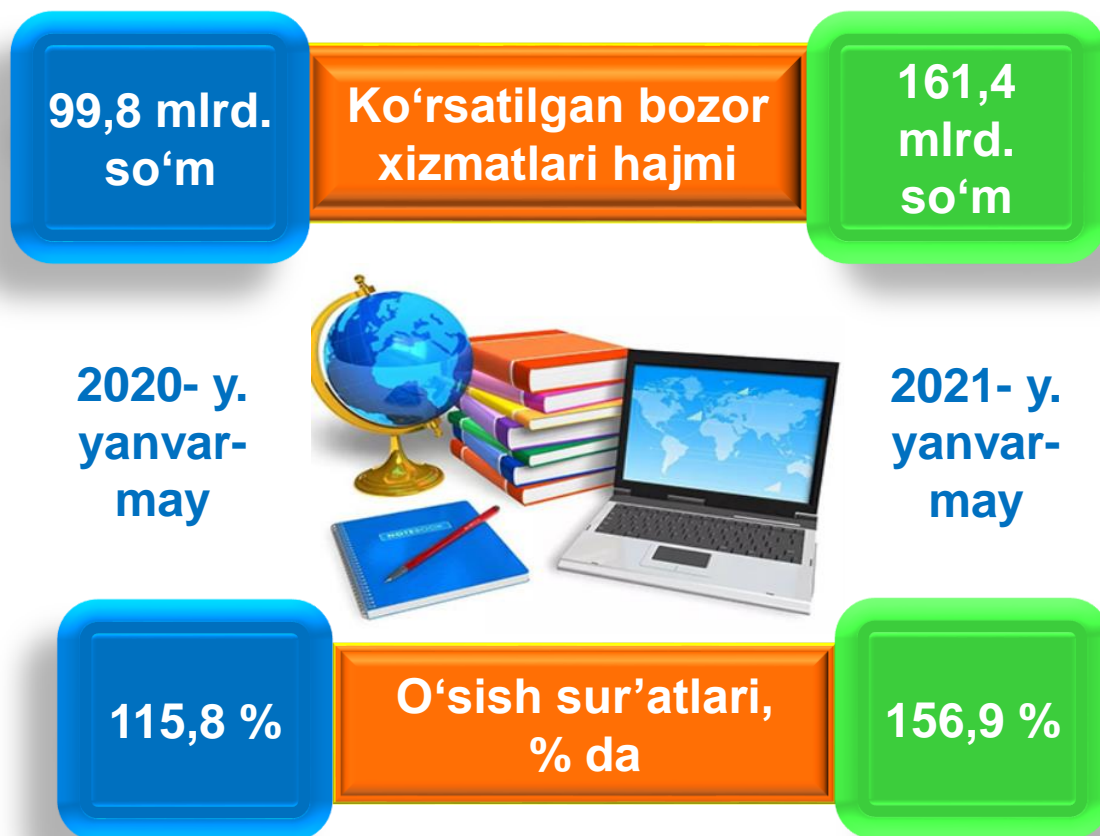 99,8 mlrd.
so‘m
Ko‘rsatilgan bozor
xizmatlari hajmi
161,4
mlrd.
so‘m
2020- y.
yanvar-
may
NOTEBOOK
2021- y.
yanvar-
may
115,8 %
O‘sish sur’atlari,
% da
156,9 %